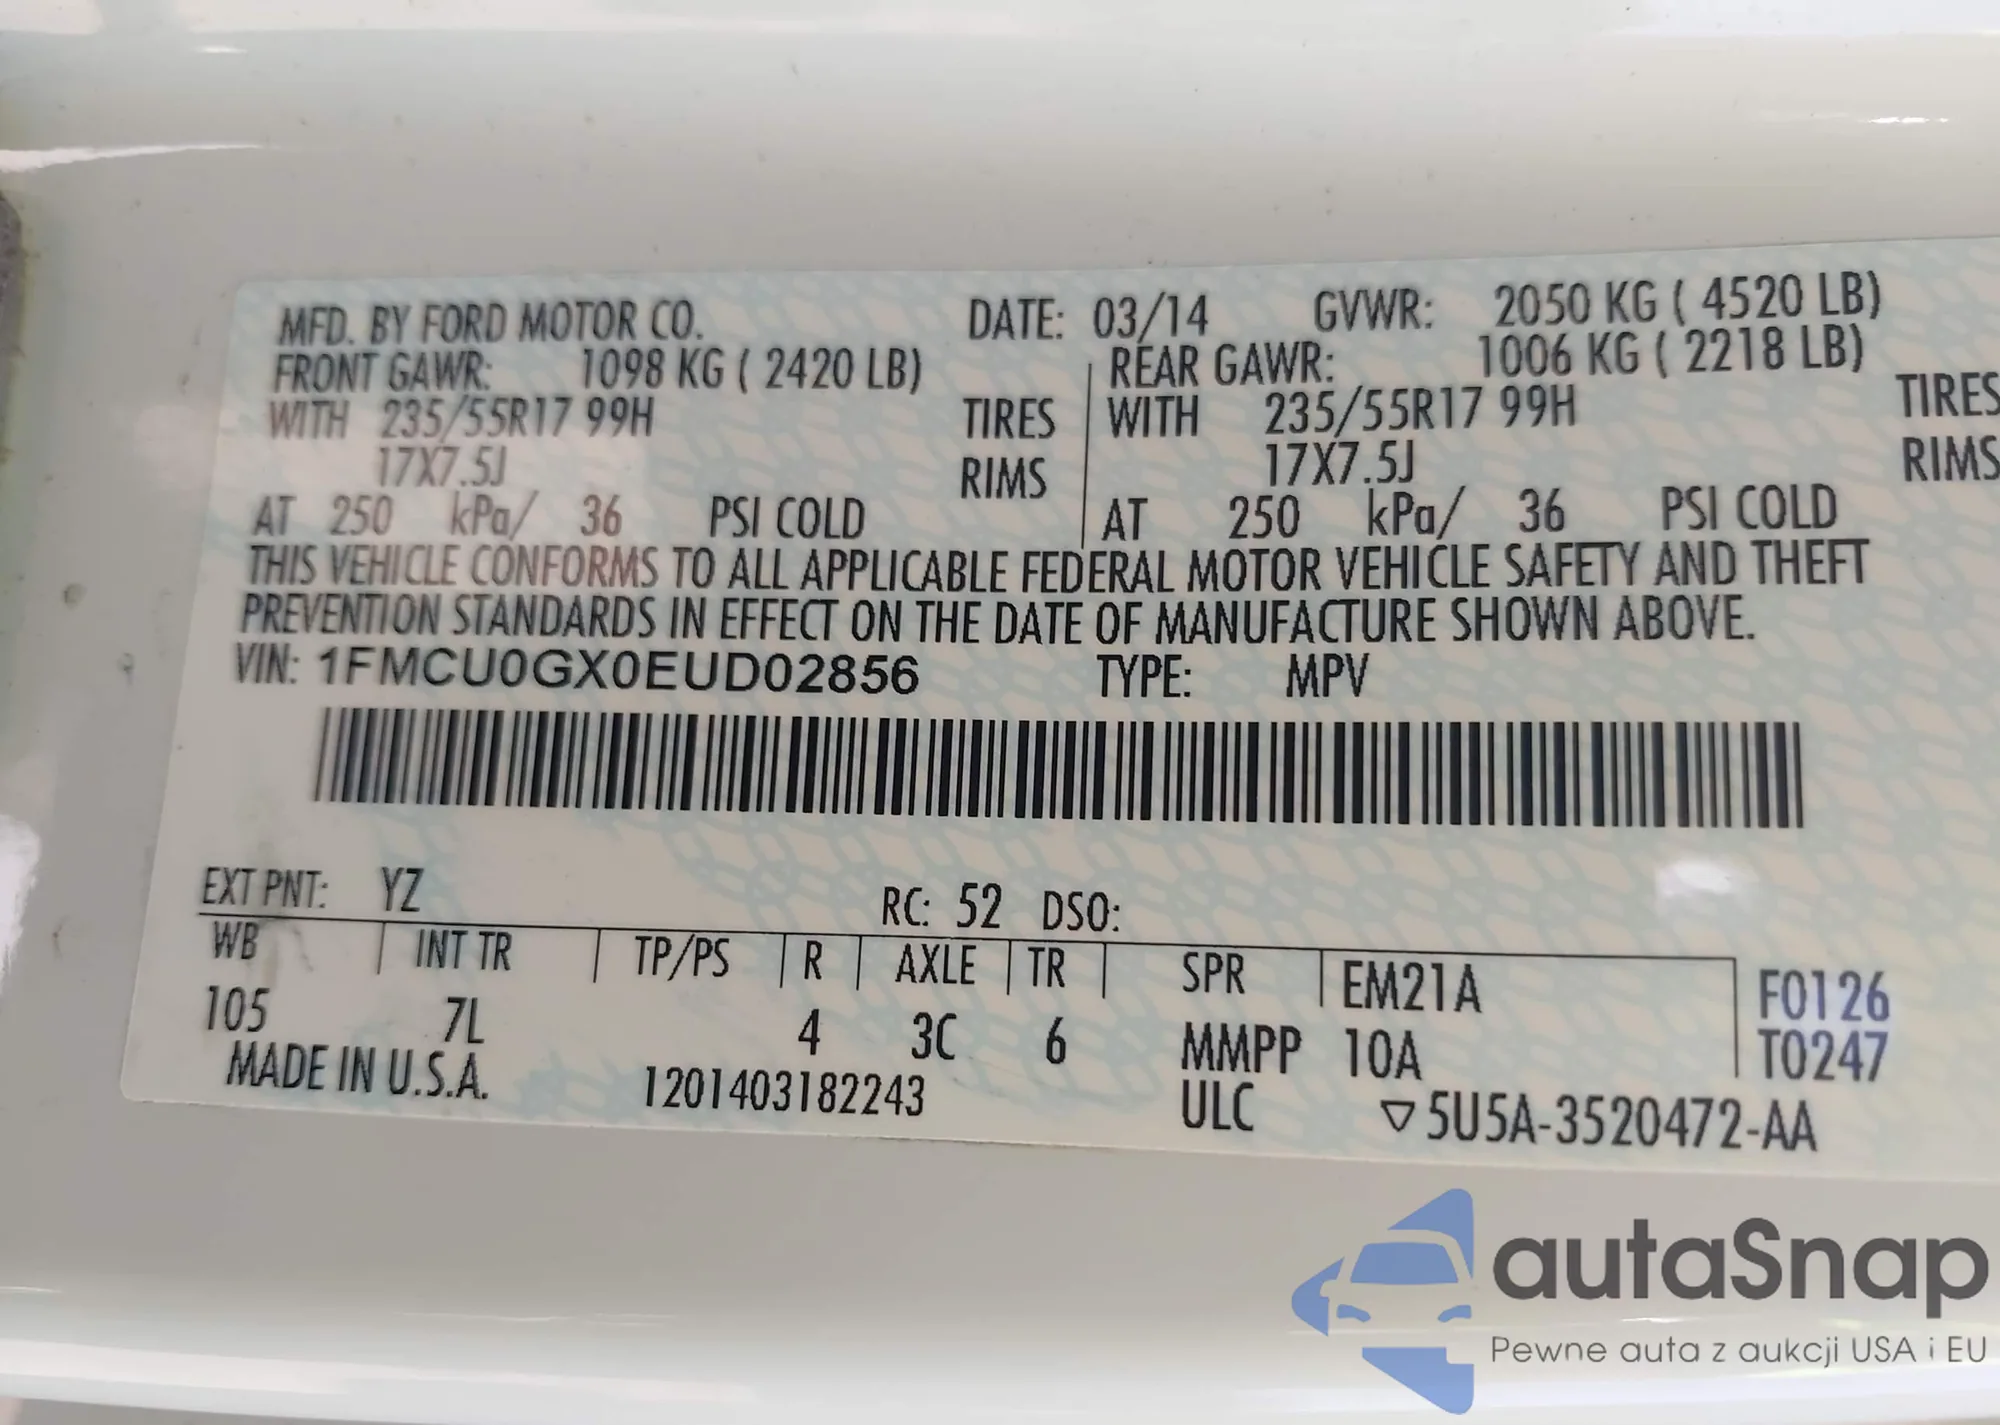 MFD. BY FORD MOTOR CO. DATE: 03/14 GVWR: 2050 KG ( 4520 LB)
FRONT GAWR: 1098 KG ( 2420 LB) REAR GAWR: 1006 KG ( 2218 LB)
WITH 235/55R17 99H TIRES WITH 235/55R17 99H TIRES
17X7.5J RIMS 17X7.5J RIMS
AT 250 kPa/ 36 PSI COLD AT 250 kPa/ 36 PSI COLD
THIS VEHICLE CONFORMS TO ALL APPLICABLE FEDERAL MOTOR VEHICLE SAFETY AND THEFT
PREVENTION STANDARDS IN EFFECT ON THE DATE OF MANUFACTURE SHOWN ABOVE.
VIN: 1FMCU0GX0EUD02856 TYPE: MPV
EXT PNT: YZ RC: 52 DSO:
WB INT TR TP/PS R AXLE TR SPR EM21A F0126
105 7L 4 3C 6 MMPP 10A T0247
MADE IN U.S.A. 1201403182243 ULC ▽5U5A-3520472-AA
autaSnap
Pewne auta z aukcji USA i EU